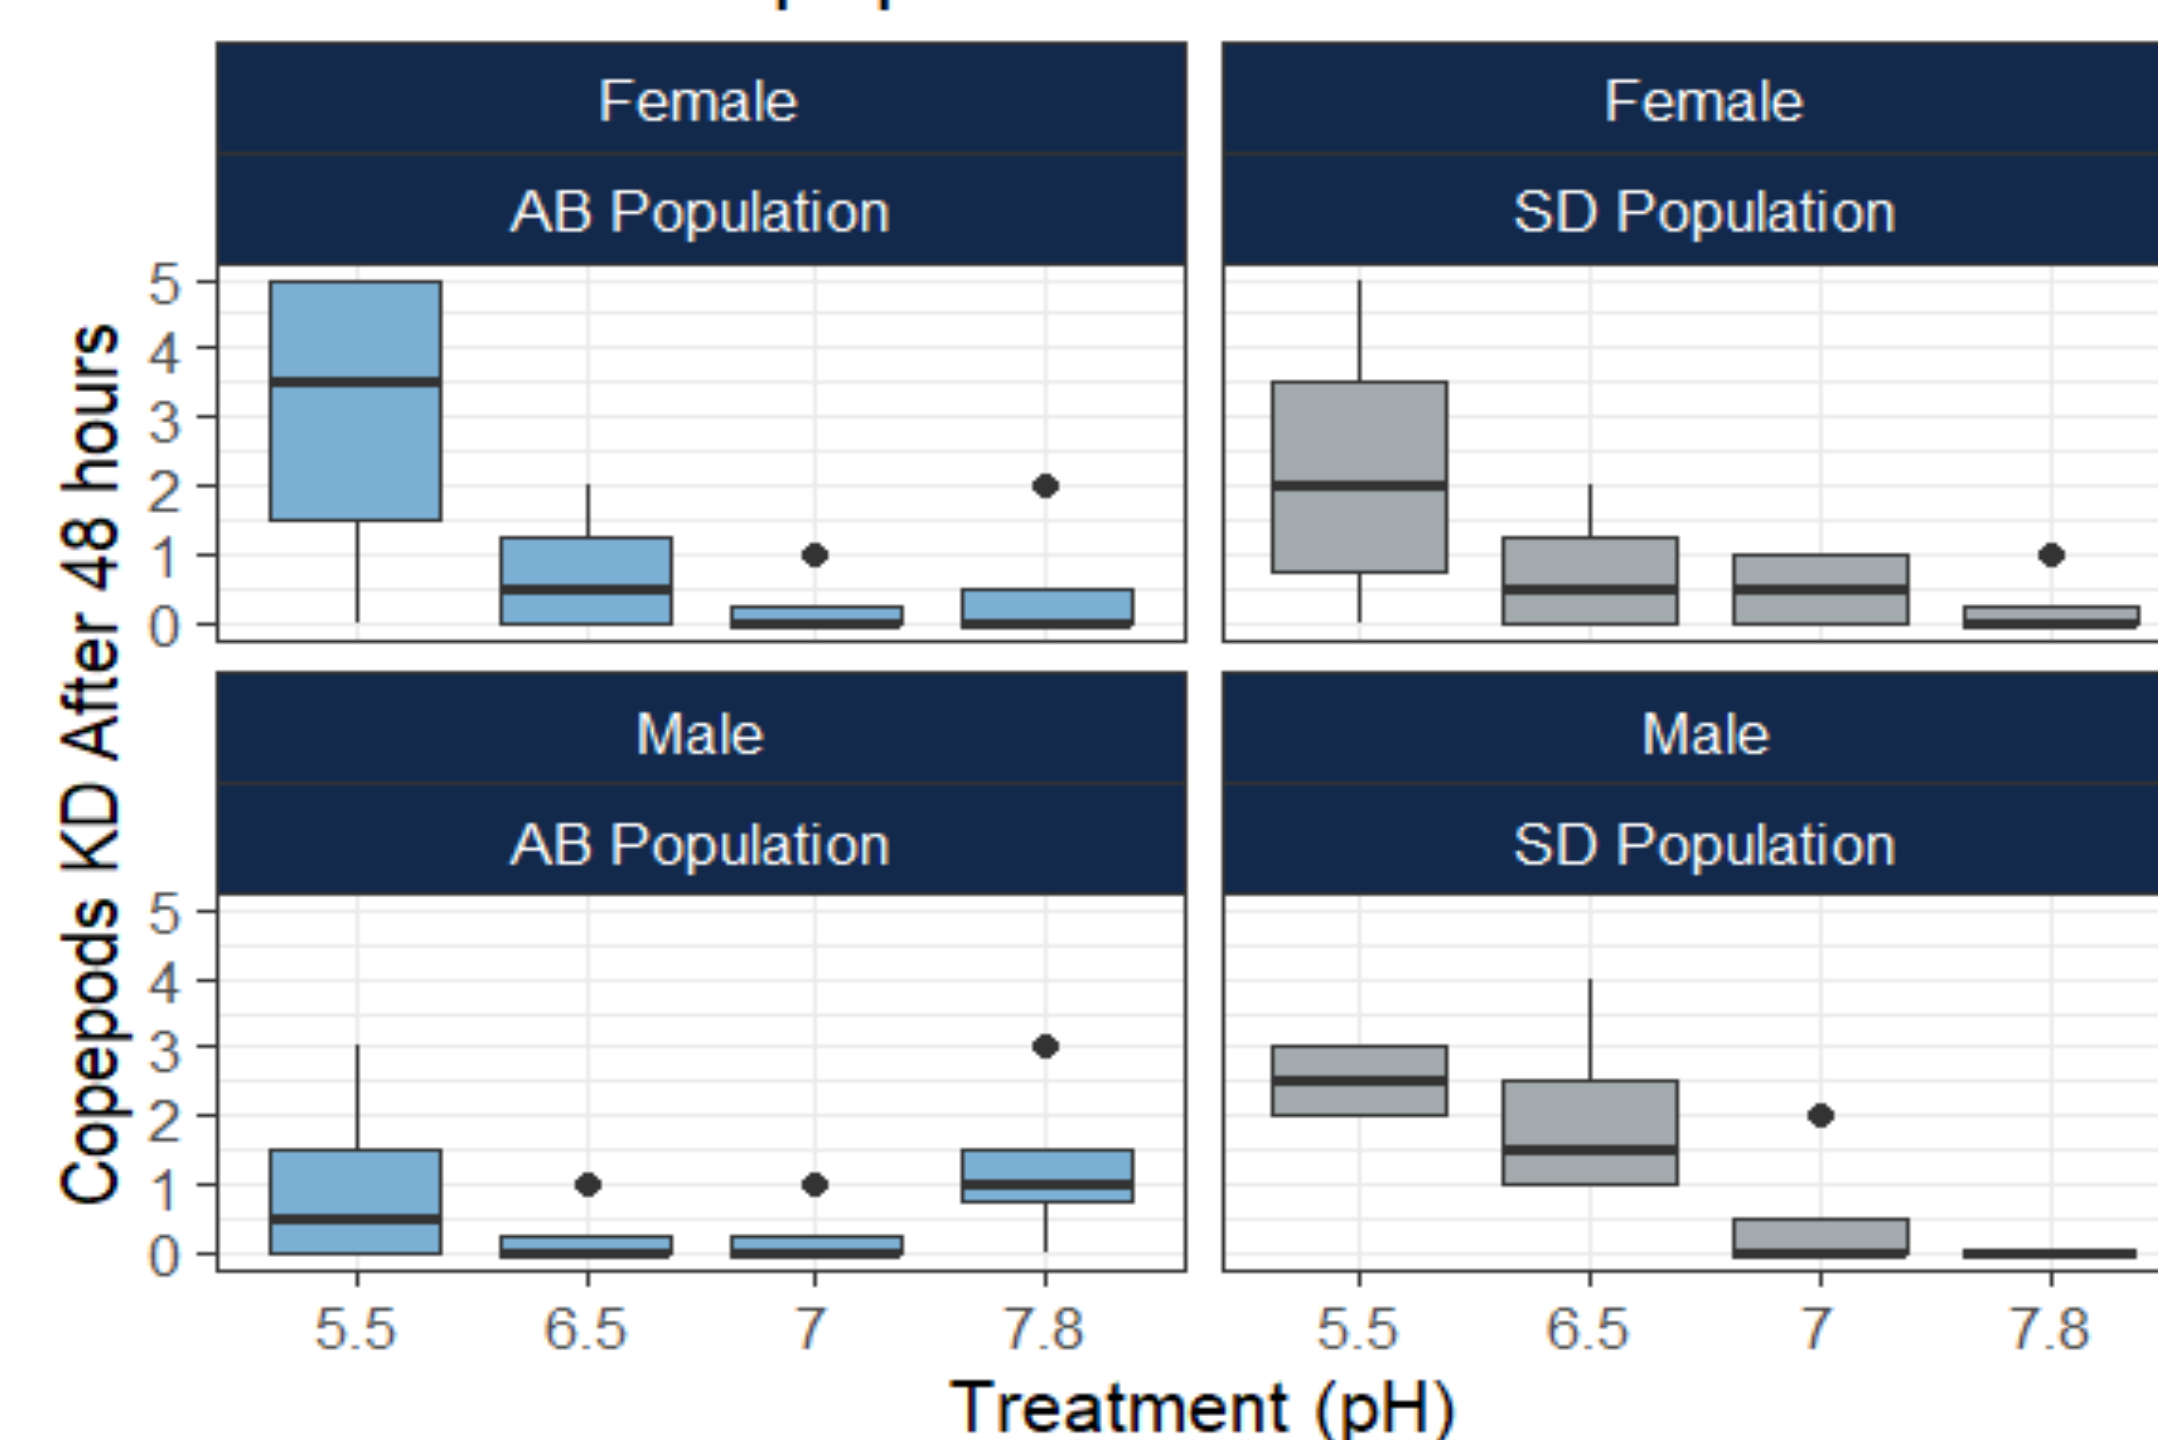 Female
Female
AB Population
SD Population
5
4
3
2
1
0
Male
Male
AB Population
SD Population
5
4
3
2
1
0
5.5 6.5 7 7.8
5.5 6.5 7 7.8
Treatment (pH)
Copepods KD After 48 hours